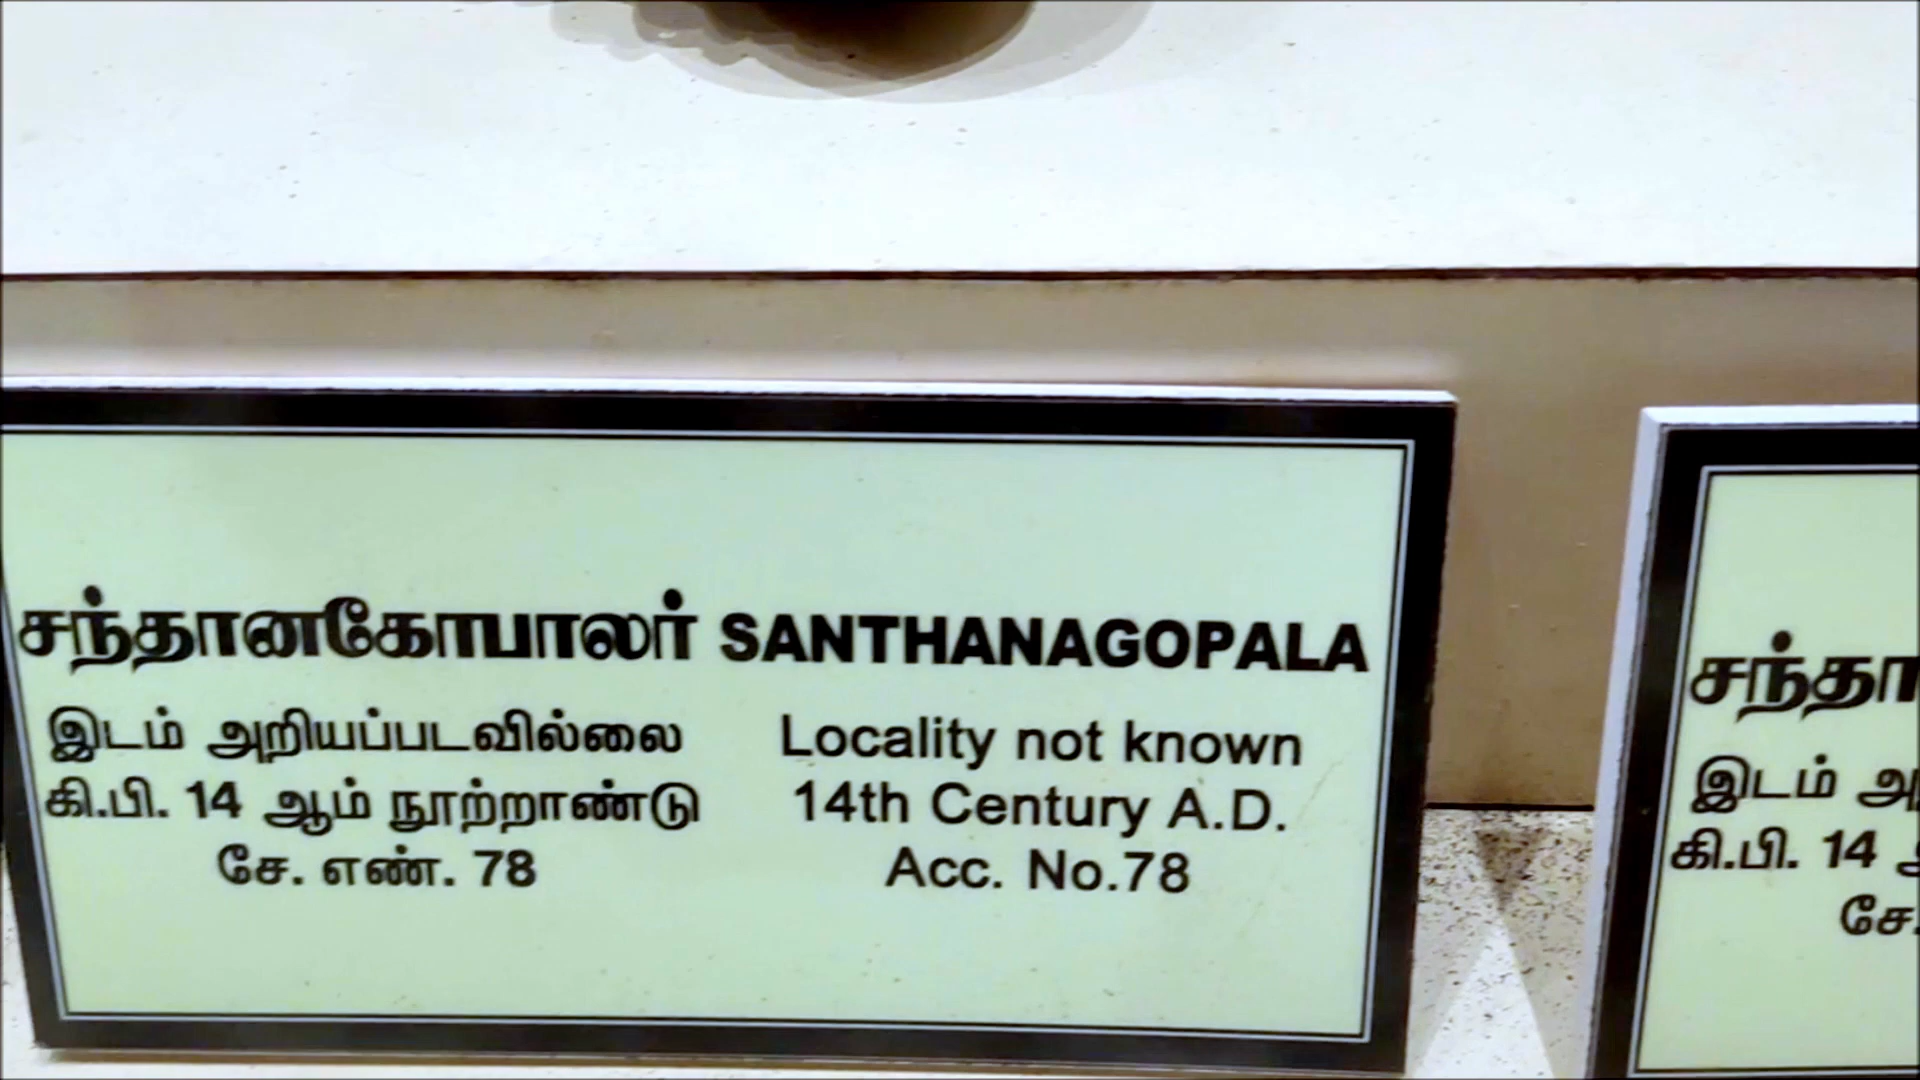 சந்தானகோபாலர் SANTHANAGOPALA
இடம் அறியப்படவில்லை Locality not known
கி.பி. 14 ஆம் நூற்றாண்டு 14th Century A.D.
சே. எண். 78 Acc. No.78
சந்தா
இடம்
கி.பி. 14
சே.